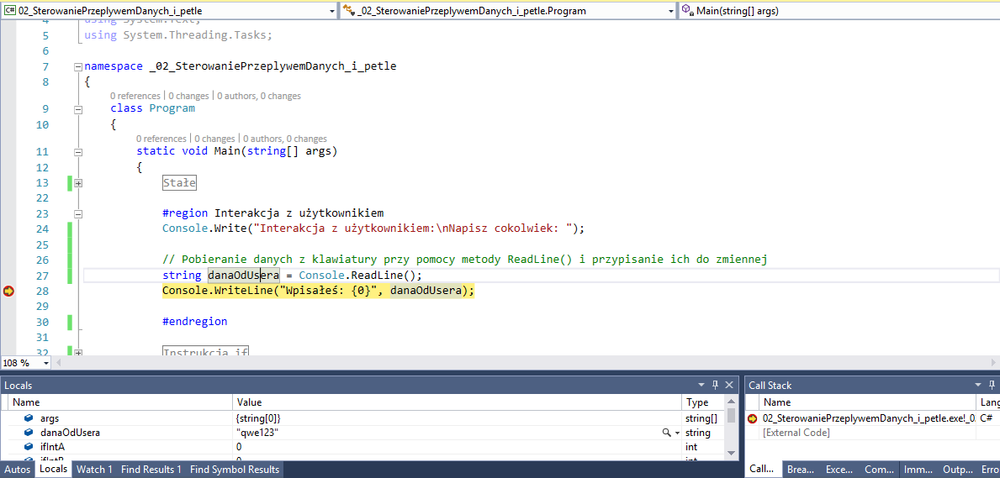 C# 02_SterowaniePrzeplywemDanych_i_petle _02_SterowaniePrzeplywemDanych_i_petle.Program Main(string[] args)
4 using System.Text;
5 using System.Threading.Tasks;
6
7 namespace _02_SterowaniePrzeplywemDanych_i_petle
8 {
0 references | 0 changes | 0 authors, 0 changes
9 class Program
10 {
0 references | 0 changes | 0 authors, 0 changes
11 static void Main(string[] args)
12 {
13 Stałe
22
23 #region Interakcja z użytkownikiem
24 Console.Write("Interakcja z użytkownikiem:\nNapisz cokolwiek: ");
25
26 // Pobieranie danych z klawiatury przy pomocy metody ReadLine() i przypisanie ich do zmiennej
27 string danaOdUsera = Console.ReadLine();
28 Console.WriteLine("Wpisałeś: {0}", danaOdUsera);
29
30 #endregion
31
32 Instrukcja if
108 %
Locals
Name Value Type
args {string[0]} string[]
danaOdUsera "qwe123" string
ifIntA 0 int
ifIntB 0 int
Autos Locals Watch 1 Find Results 1 Find Symbol Results
Call Stack
Name Lang
02_SterowaniePrzeplywemDanych_i_petle.exe!_0 C#
[External Code]
Call... Brea... Exce... Com... Imm... Outp... Erro